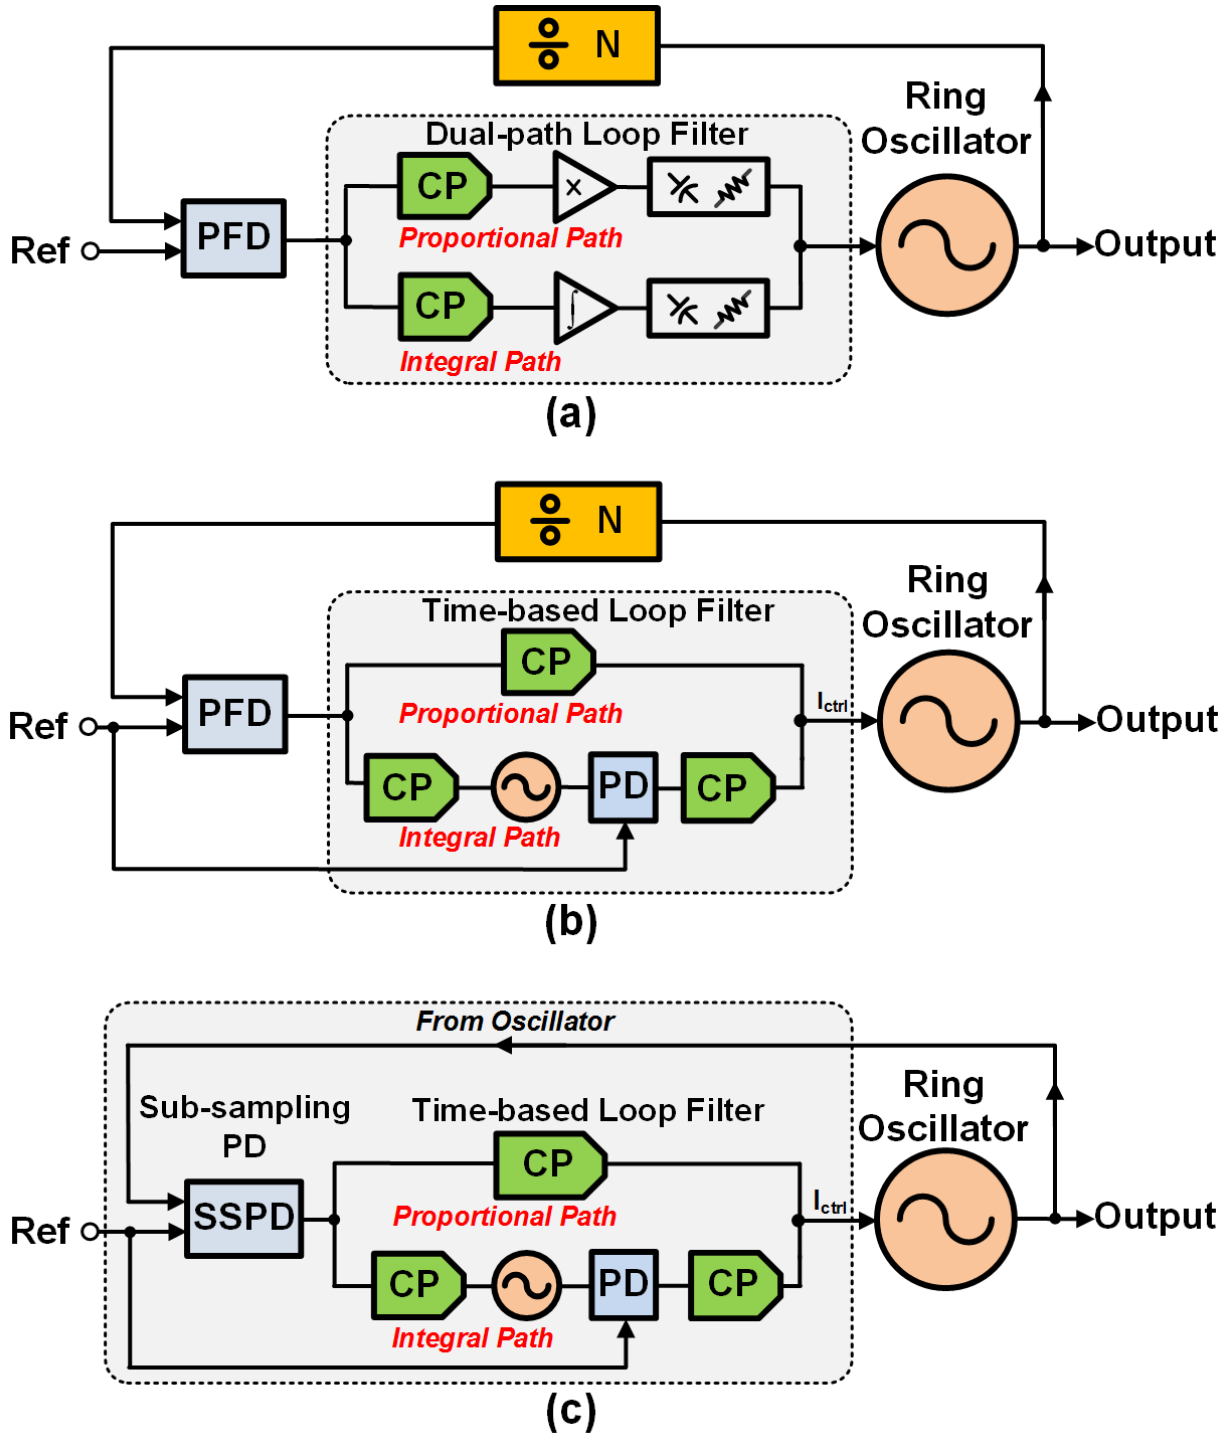 ÷ N
Ring
Oscillator
Dual-path Loop Filter
CP
×
Proportional Path
Ref
PFD
Output
CP
∫
Integral Path
(a)
÷ N
Ring
Oscillator
Time-based Loop Filter
CP
Proportional Path
Ref
PFD
Ictrl
Output
CP
PD
CP
Integral Path
(b)
From Oscillator
Ring
Oscillator
Sub-sampling
PD
Time-based Loop Filter
CP
Proportional Path
Ref
SSPD
Ictrl
Output
CP
PD
CP
Integral Path
(c)